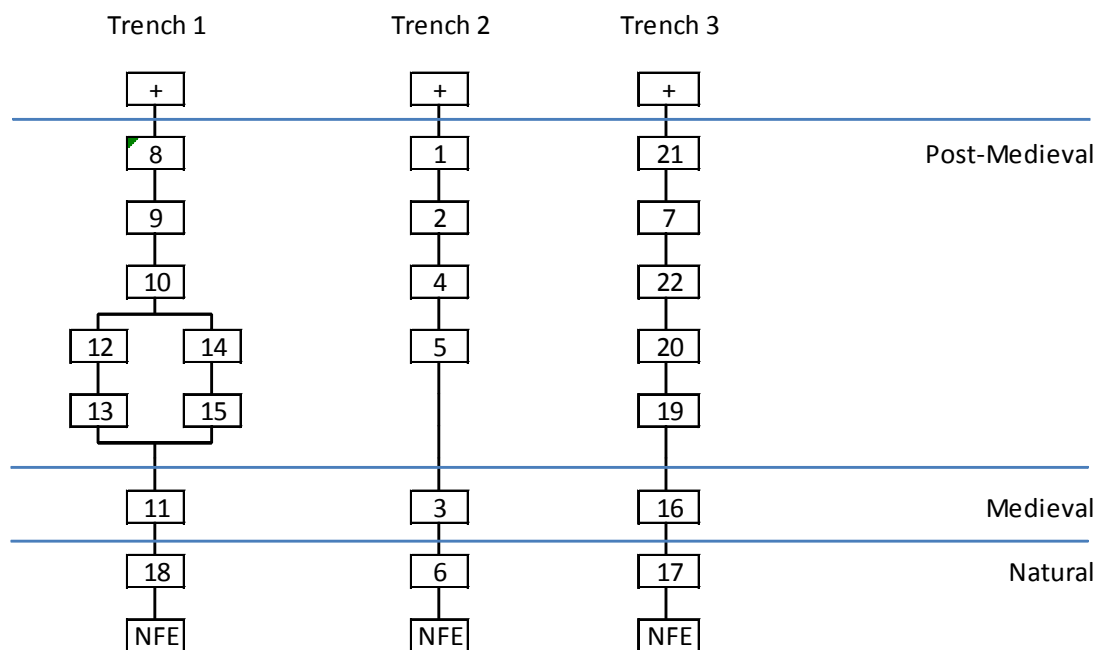 Trench 1 Trench 2 Trench 3
+ + +
8 1 21 Post-Medieval
9 2 7
10 4 22
12 14 5 20
13 15 19
11 3 16 Medieval
18 6 17 Natural
NFE NFE NFE